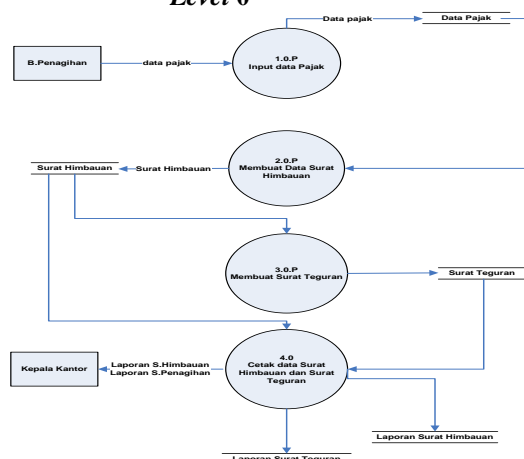 Level 0
Data pajak
Data Pajak
B.Penagihan
data pajak
1.0.P
Input data Pajak
2.0.P
Membuat Data Surat
Himbauan
Surat Himbauan
Surat Himbauan
3.0.P
Membuat Surat Teguran
Surat Teguran
4.0
Cetak data Surat
Himbauan dan Surat
Teguran
Kepala Kantor
Laporan S.Himbauan
Laporan S.Penagihan
Laporan Surat Himbauan
Laporan Surat Teguran